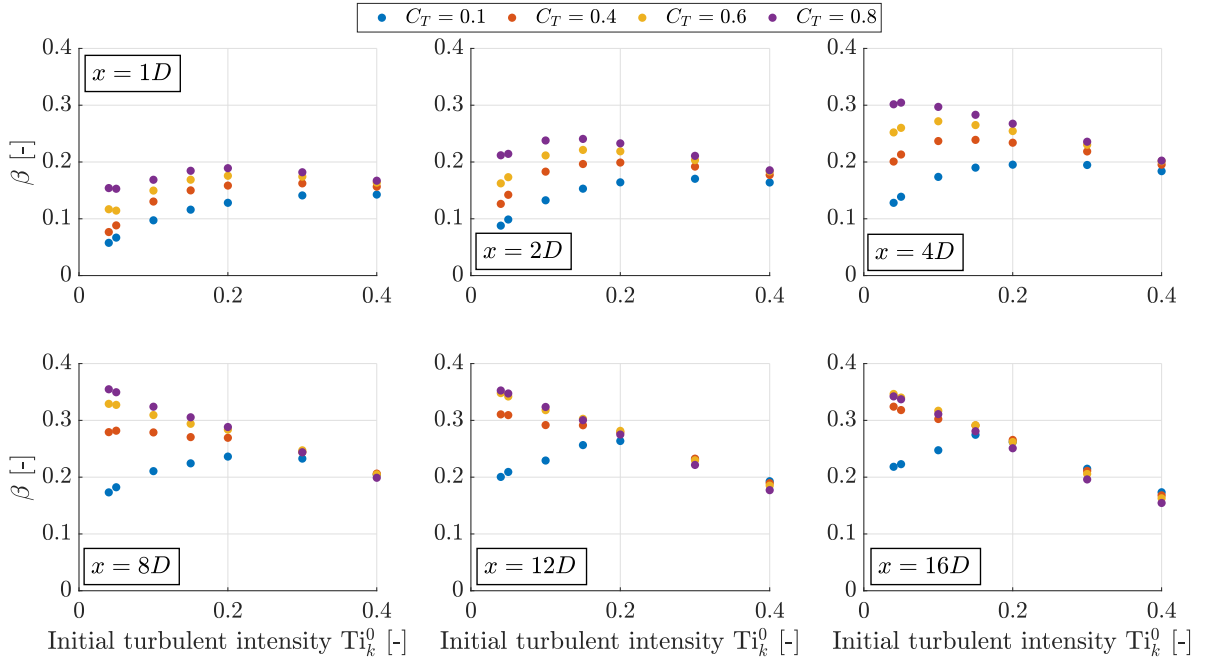 C_T = 0.1 C_T = 0.4 C_T = 0.6 C_T = 0.8
0.4 0.4 0.4
x = 1D
0.3 0.3 0.3
β [-]
0.2 0.2 0.2
0.1 0.1 0.1
x = 2D x = 4D
0 0 0
0 0.2 0.4 0 0.2 0.4 0 0.2 0.4
0.4 0.4 0.4
0.3 0.3 0.3
β [-]
0.2 0.2 0.2
0.1 0.1 0.1
x = 8D x = 12D x = 16D
0 0 0
0 0.2 0.4 0 0.2 0.4 0 0.2 0.4
Initial turbulent intensity Ti_k^0 [-] Initial turbulent intensity Ti_k^0 [-] Initial turbulent intensity Ti_k^0 [-]